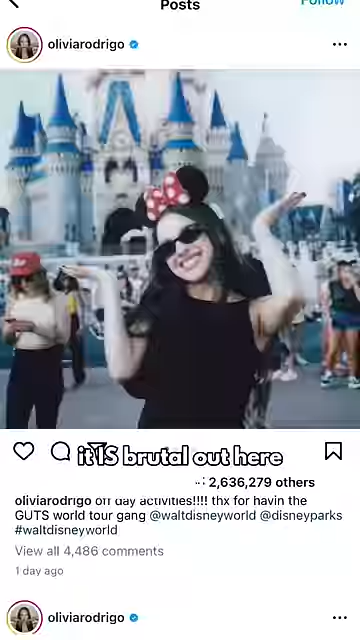 Posts
Follow
oliviarodrigo
it IS brutal out here
2,636,279 others
oliviarodrigo off day activities!!!! thx for havin the
GUTS world tour gang @waltdisneyworld @disneyparks
#waltdisneyworld
View all 4,486 comments
1 day ago
oliviarodrigo